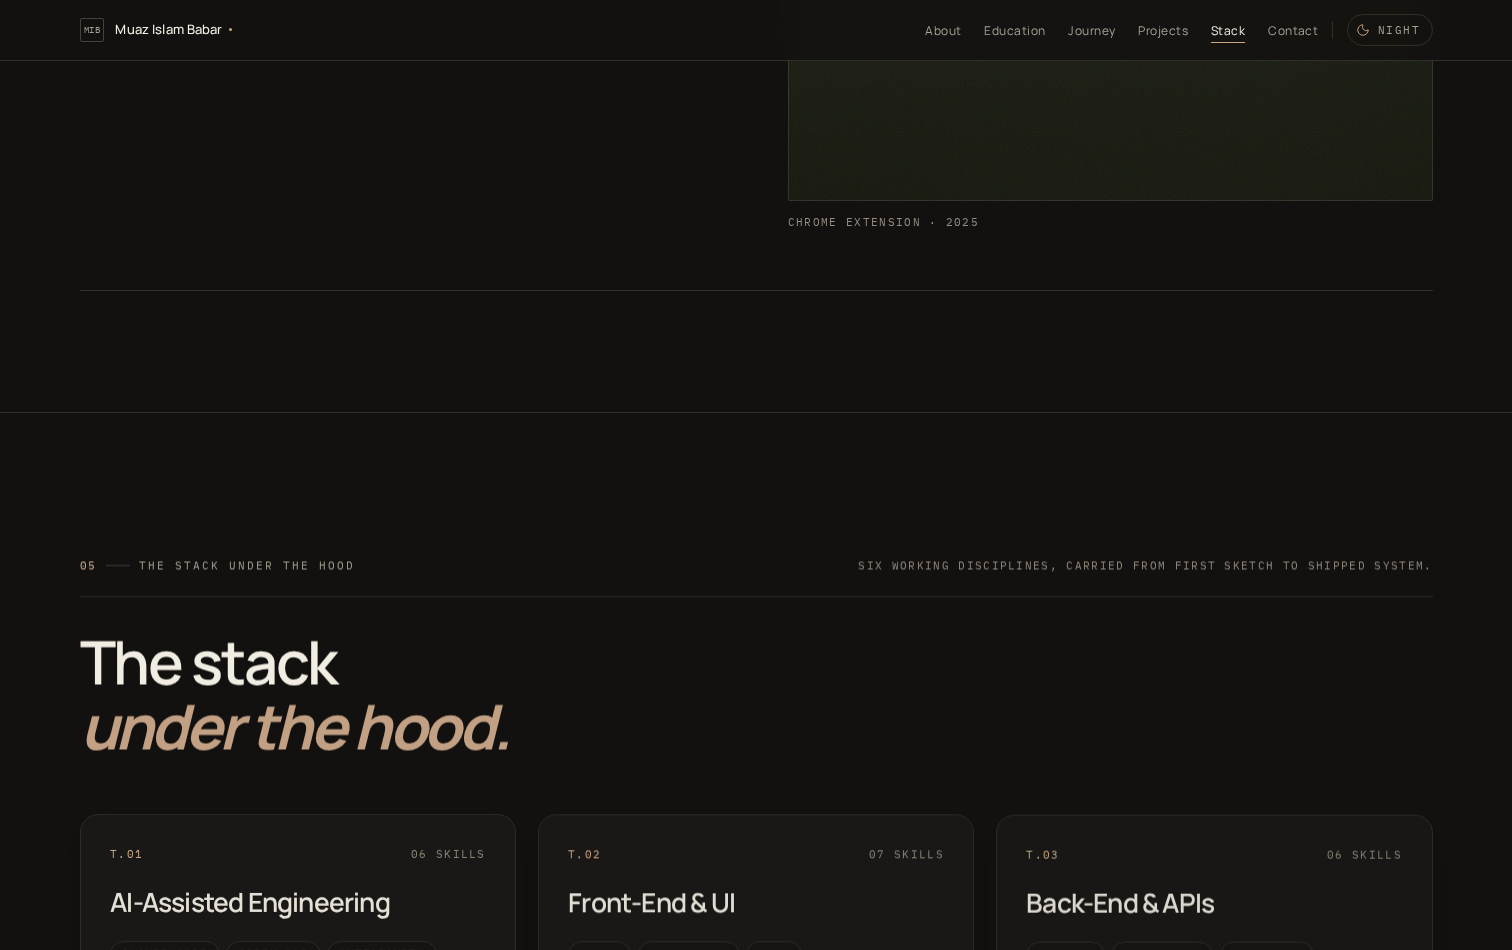 MIB Muaz Islam Babar
About Education Journey Projects Stack Contact NIGHT
CHROME EXTENSION · 2025
05 — THE STACK UNDER THE HOOD
SIX WORKING DISCIPLINES, CARRIED FROM FIRST SKETCH TO SHIPPED SYSTEM.
The stack
under the hood.
T.01 06 SKILLS
AI-Assisted Engineering
T.02 07 SKILLS
Front-End & UI
T.03 06 SKILLS
Back-End & APIs